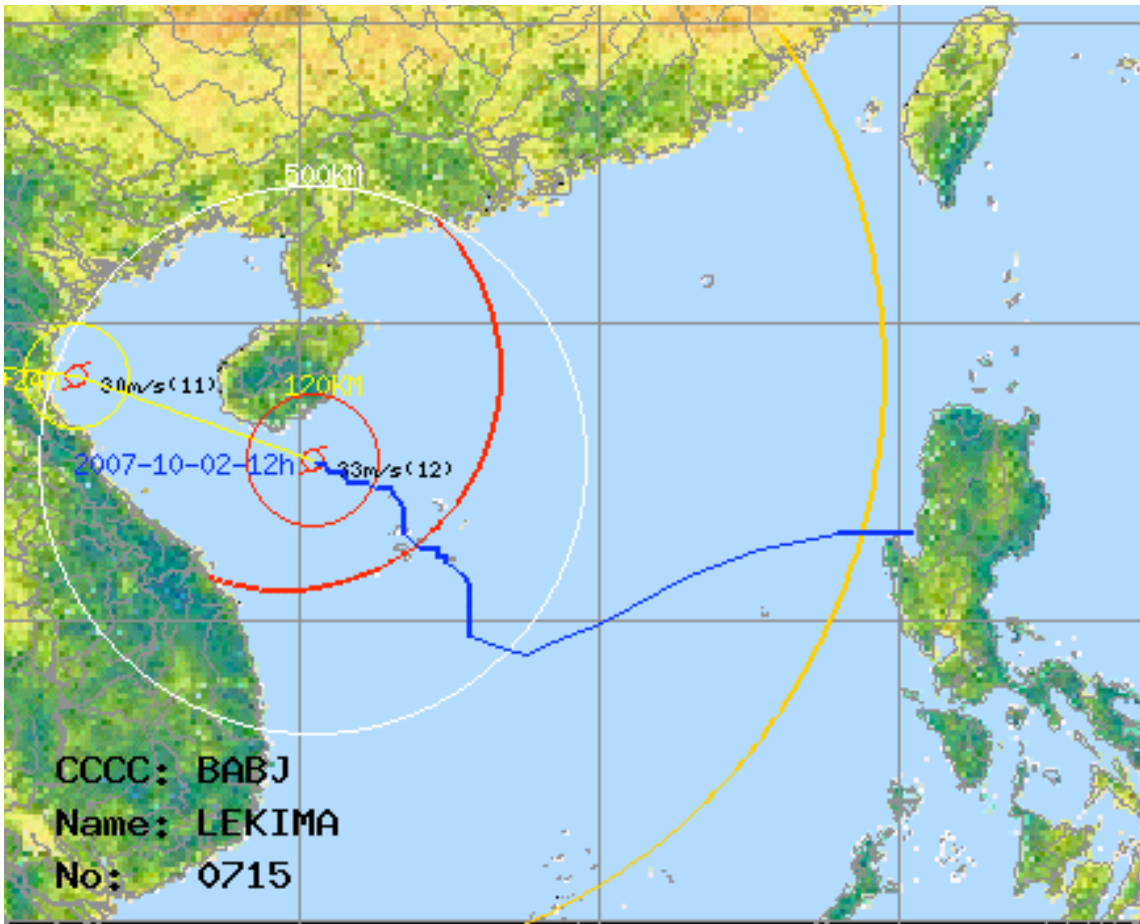 500KM
30m/s(11)
120KM
2007-10-02-12h
33m/s(12)
CCCC: BABJ
Name: LEKIMA
No: 0715